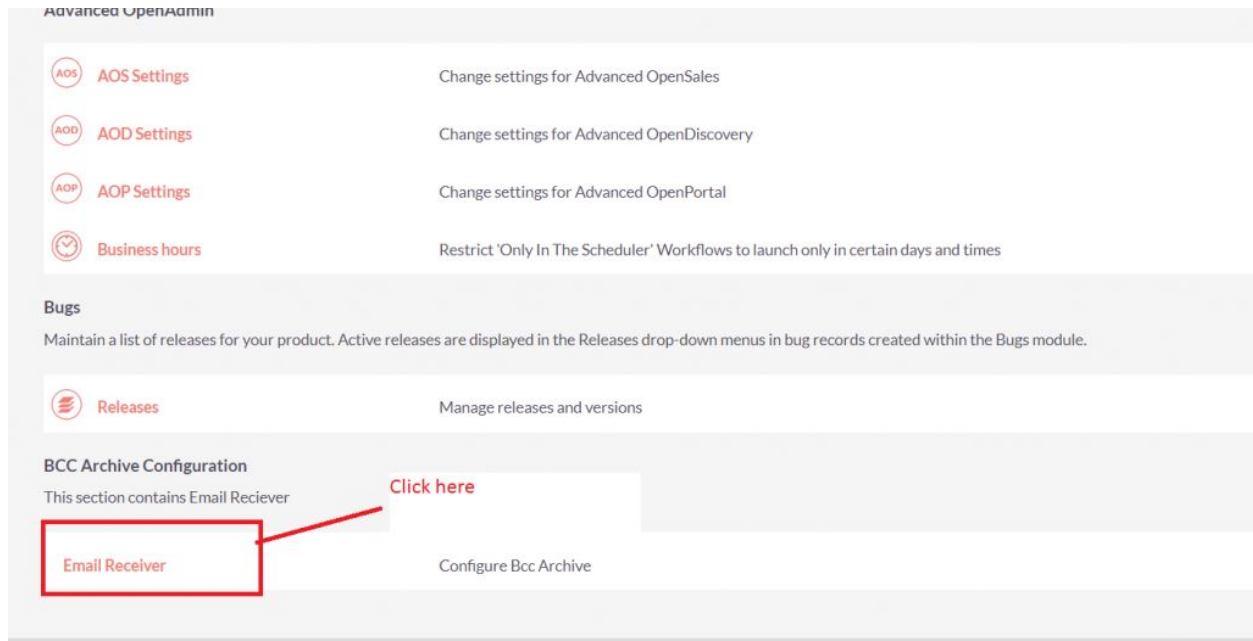 Advanced OpenAdmin
AOS AOS Settings Change settings for Advanced OpenSales
AOD AOD Settings Change settings for Advanced OpenDiscovery
AOP AOP Settings Change settings for Advanced OpenPortal
Business hours Restrict 'Only In The Scheduler' Workflows to launch only in certain days and times
Bugs
Maintain a list of releases for your product. Active releases are displayed in the Releases drop-down menus in bug records created within the Bugs module.
Releases Manage releases and versions
BCC Archive Configuration
This section contains Email Reciever
Click here
Email Receiver Configure Bcc Archive